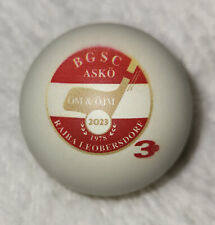 BGSC
ASKÖ
ÖM & ÖJM
2023
1978
RAIBA LEOBERSDORF
3